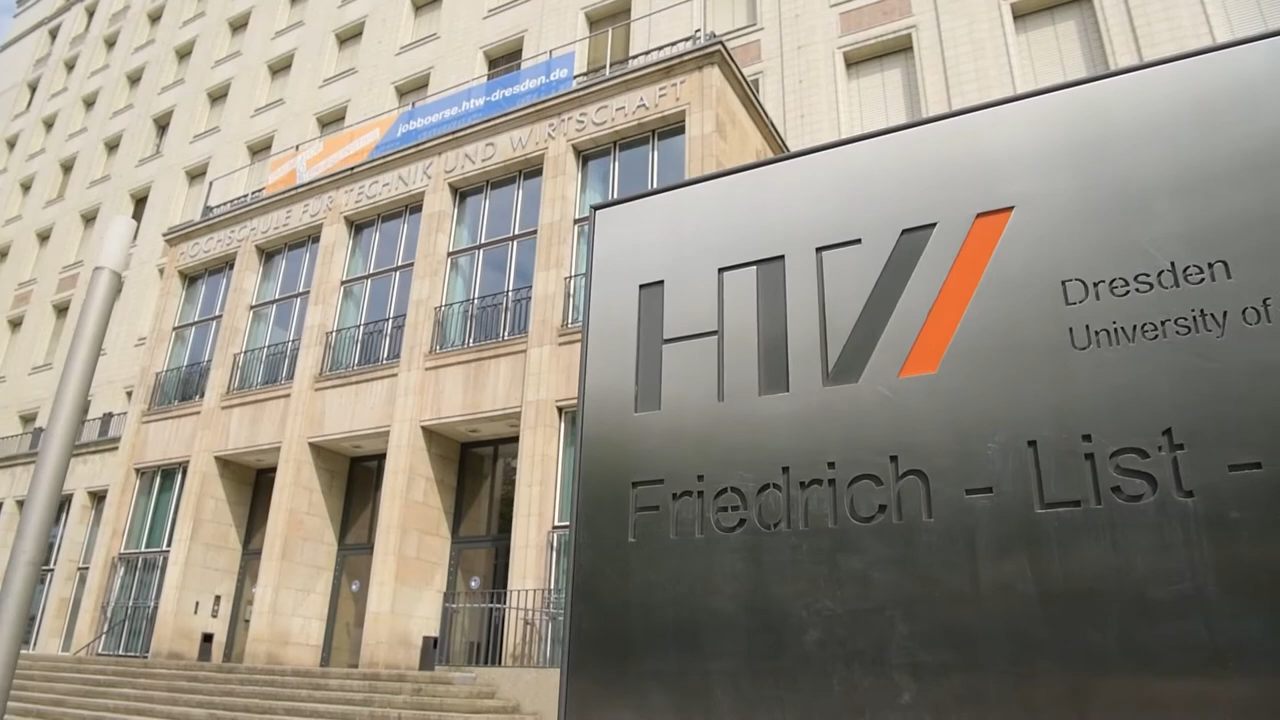 jobboerse.htw-dresden.de
HOCHSCHULE FÜR TECHNIK UND WIRTSCHAFT
HTW
Dresden
University of
Friedrich - List -